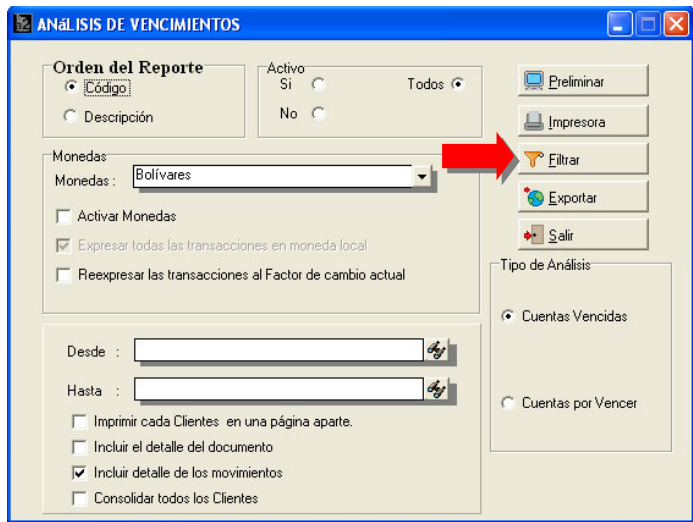 ANáLISIS DE VENCIMIENTOS
Orden del Reporte
Código
Descripción
Activo
Si
Todos
No
Preliminar
Impresora
Filtrar
Exportar
Salir
Monedas
Monedas :
Bolívares
Activar Monedas
Expresar todas las transacciones en moneda local
Reexpresar las transacciones al Factor de cambio actual
Tipo de Análisis
Cuentas Vencidas
Cuentas por Vencer
Desde :
Hasta :
Imprimir cada Clientes en una página aparte.
Incluir el detalle del documento
Incluir detalle de los movimientos
Consolidar todos los Clientes